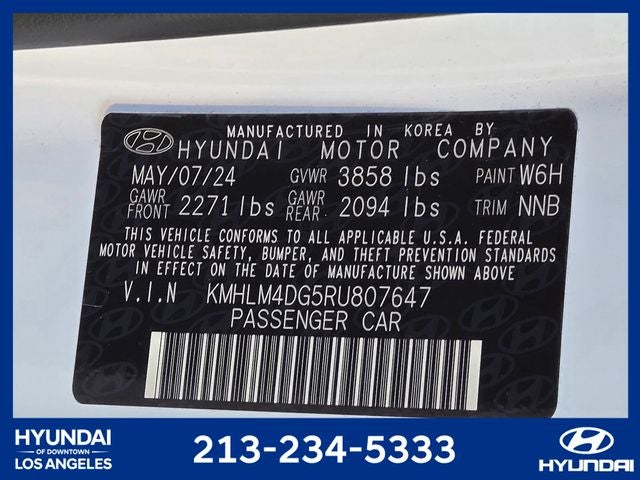 MANUFACTURED IN KOREA BY
HYUNDAI MOTOR COMPANY
MAY/07/24 GVWR 3858 lbs PAINT W6H
GAWR FRONT 2271 lbs GAWR REAR 2094 lbs TRIM NNB
THIS VEHICLE CONFORMS TO ALL APPLICABLE U.S.A. FEDERAL
MOTOR VEHICLE SAFETY, BUMPER, AND THEFT PREVENTION STANDARDS
IN EFFECT ON THE DATE OF MANUFACTURE SHOWN ABOVE
V.I.N KMHLM4DG5RU807647
PASSENGER CAR
HYUNDAI
OF DOWNTOWN
LOS ANGELES
213-234-5333
HYUNDAI